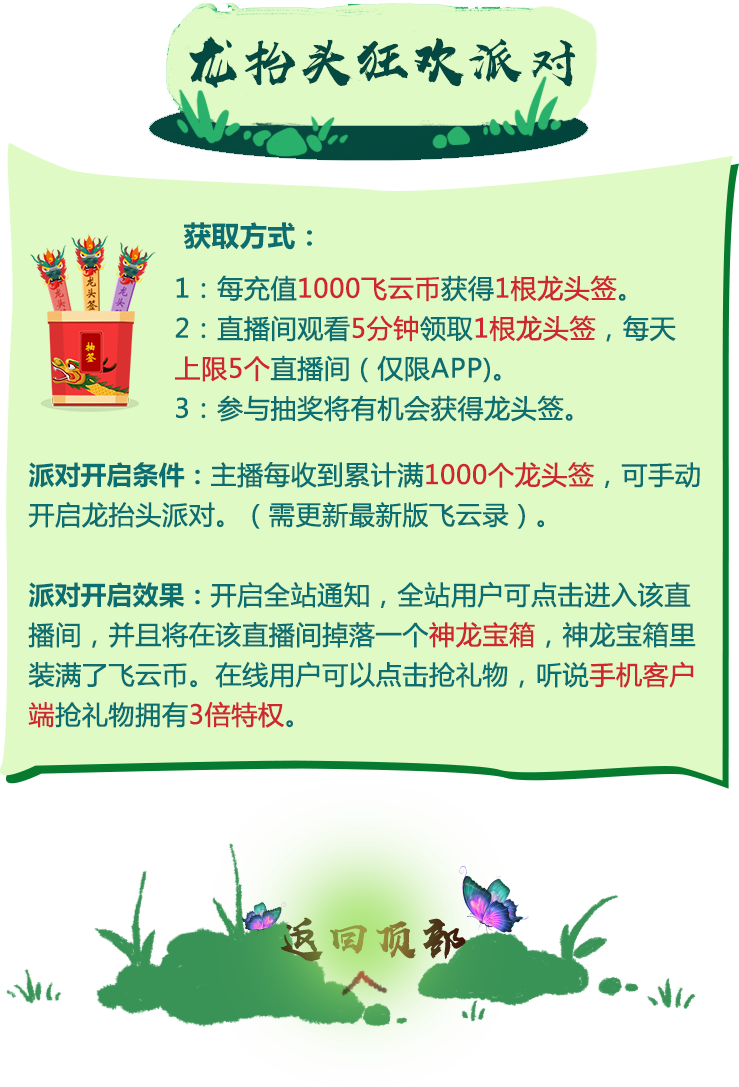 龙抬头狂欢派对
获取方式：
1：每充值1000飞云币获得1根龙头签。
2：直播间观看5分钟领取1根龙头签，每天
上限5个直播间（仅限APP)。
3：参与抽奖将有机会获得龙头签。
龙头
龙头签
龙头
抽签
派对开启条件：主播每收到累计满1000个龙头签，可手动
开启龙抬头派对。（需更新最新版飞云录）。
派对开启效果：开启全站通知，全站用户可点击进入该直
播间，并且将在该直播间掉落一个神龙宝箱，神龙宝箱里
装满了飞云币。在线用户可以点击抢礼物，听说手机客户
端抢礼物拥有3倍特权。
返回顶部